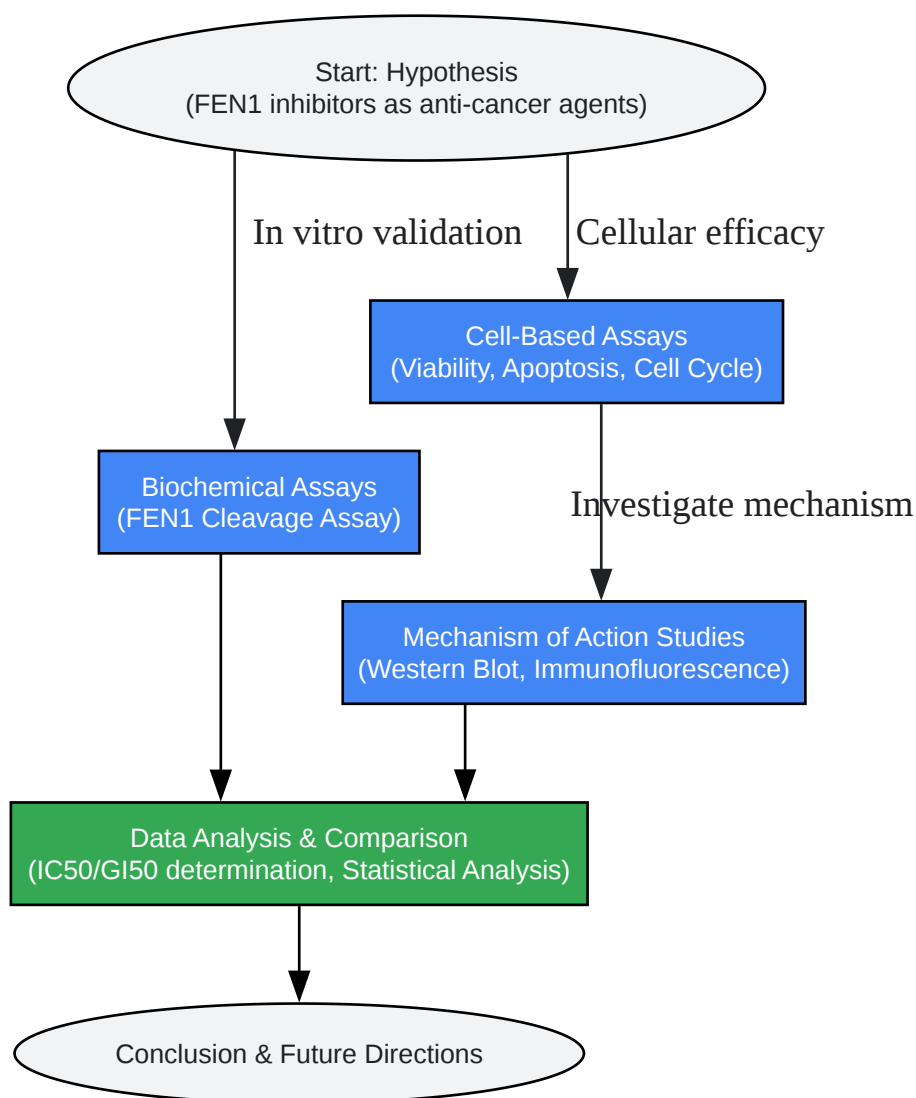 Start: Hypothesis
(FEN1 inhibitors as anti-cancer agents)
In vitro validation
Cellular efficacy
Cell-Based Assays
(Viability, Apoptosis, Cell Cycle)
Biochemical Assays
(FEN1 Cleavage Assay)
Investigate mechanism
Mechanism of Action Studies
(Western Blot, Immunofluorescence)
Data Analysis & Comparison
(IC50/GI50 determination, Statistical Analysis)
Conclusion & Future Directions